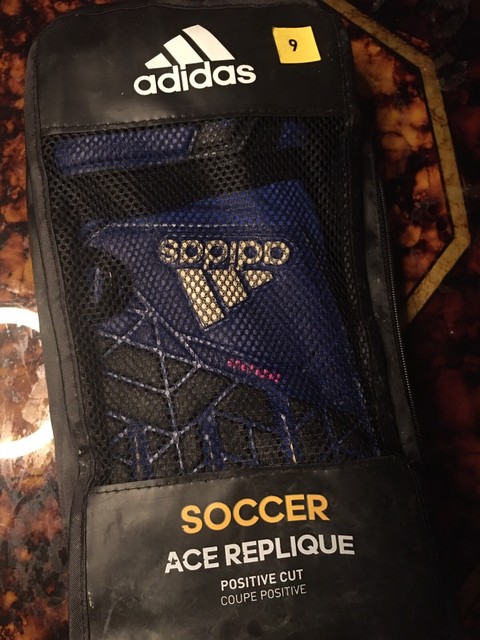 adidas
9
adidas
SOCCER
ACE REPLIQUE
POSITIVE CUT
COUPE POSITIVE